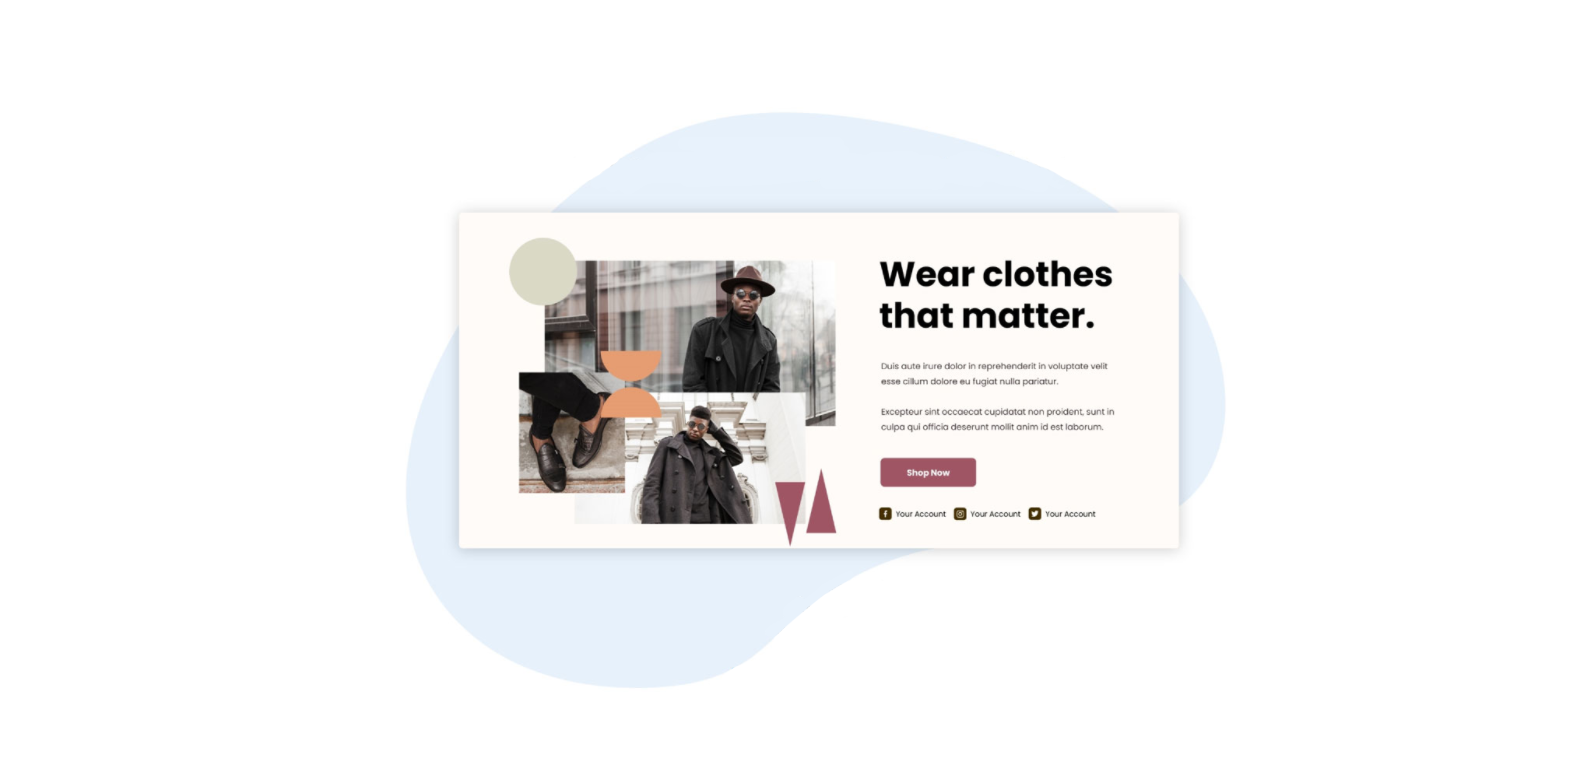 Wear clothes
that matter.
Duis aute irure dolor in reprehenderit in voluptate velit
esse cillum dolore eu fugiat nulla pariatur.
Excepteur sint occaecat cupidatat non proident, sunt in
culpa qui officia deserunt mollit anim id est laborum.
Shop Now
Your Account Your Account Your Account